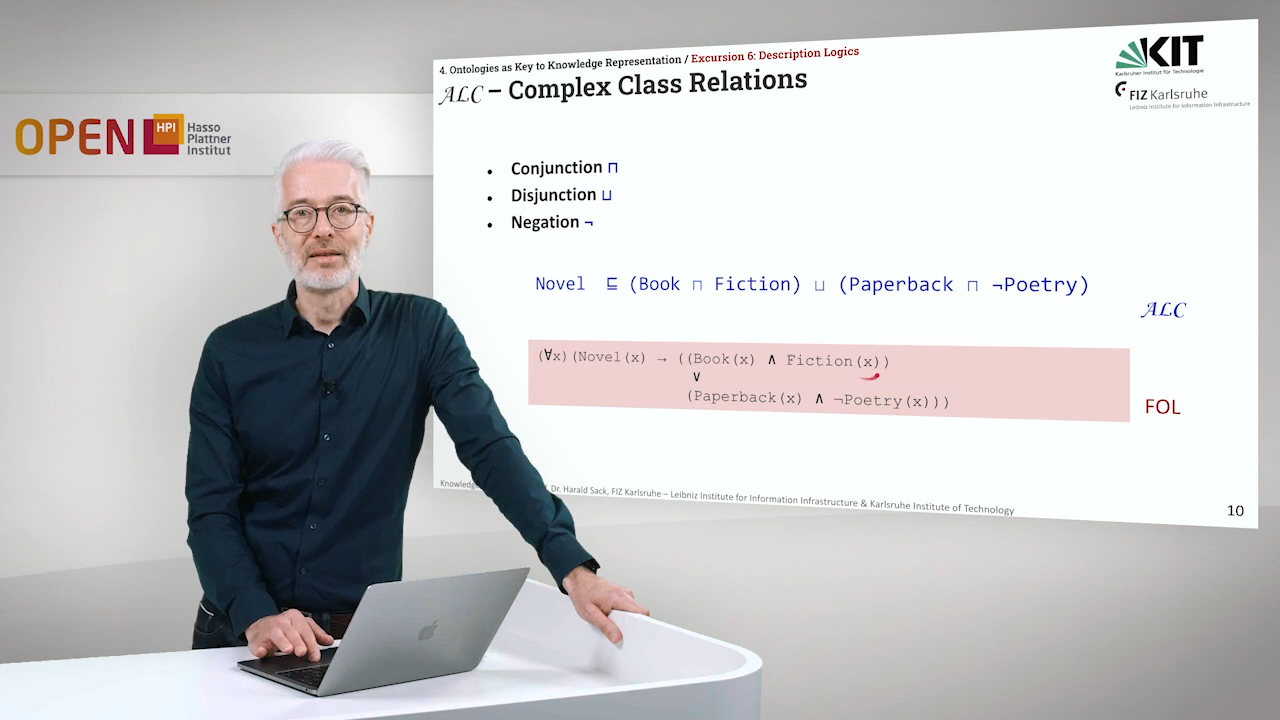 4. Ontologies as Key to Knowledge Representation / Excursion 6: Description Logics
ALC – Complex Class Relations
KIT
Karlsruher Institut für Technologie
FIZ Karlsruhe
Leibniz Institute for Information Infrastructure
OPEN HPI Hasso
Plattner
Institut
• Conjunction ⊓
• Disjunction ⊔
• Negation ¬
Novel ⊑ (Book ⊓ Fiction) ⊔ (Paperback ⊓ ¬Poetry)
ALC
(∀x)(Novel(x) → ((Book(x) ∧ Fiction(x))
∨
(Paperback(x) ∧ ¬Poetry(x)))
FOL
Dr. Harald Sack, FIZ Karlsruhe – Leibniz Institute for Information Infrastructure & Karlsruhe Institute of Technology
10